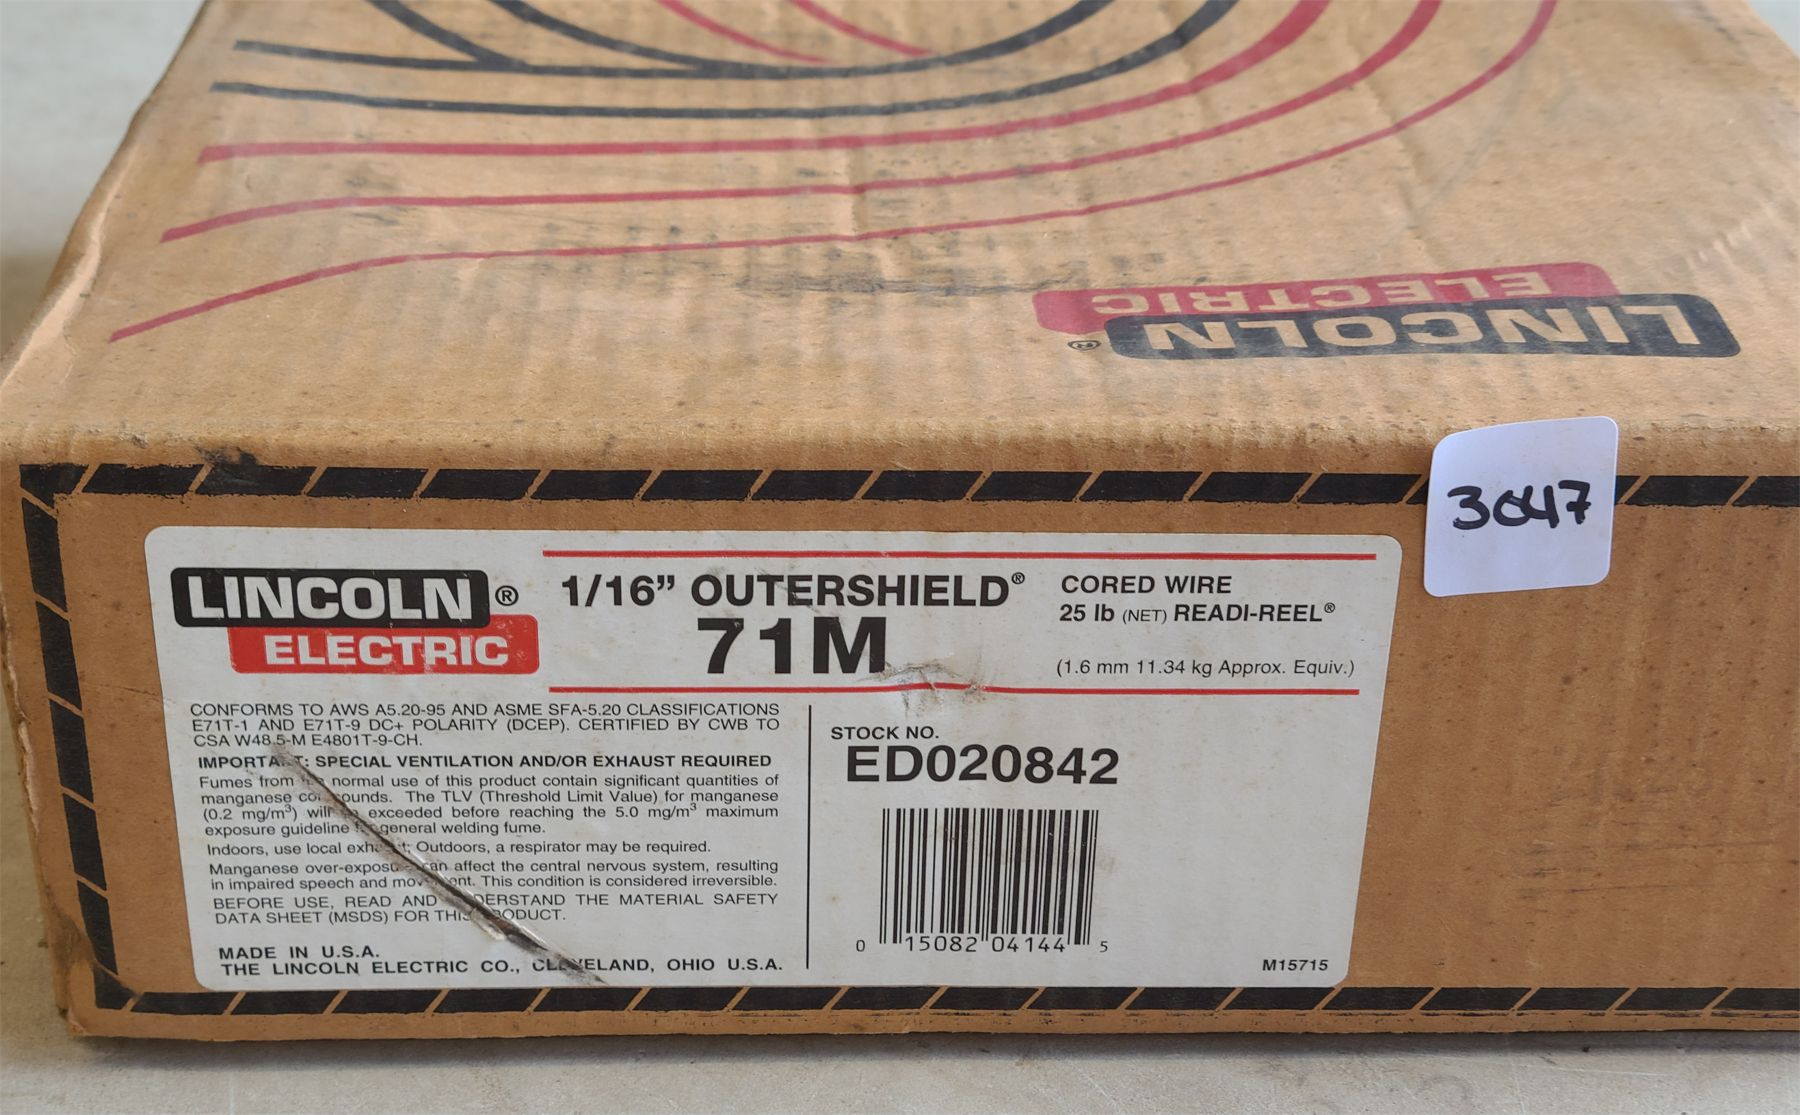 LINCOLN ®
ELECTRIC
3047
LINCOLN ®
ELECTRIC
1/16” OUTERSHIELD®
71M
CORED WIRE
25 lb (NET) READI-REEL®
(1.6 mm 11.34 kg Approx. Equiv.)
CONFORMS TO AWS A5.20-95 AND ASME SFA-5.20 CLASSIFICATIONS
E71T-1 AND E71T-9 DC+ POLARITY (DCEP). CERTIFIED BY CWB TO
CSA W48.5-M E4801T-9-CH.
IMPORTANT: SPECIAL VENTILATION AND/OR EXHAUST REQUIRED
Fumes from normal use of this product contain significant quantities of
manganese compounds. The TLV (Threshold Limit Value) for manganese
(0.2 mg/m³) will exceeded before reaching the 5.0 mg/m³ maximum
exposure guideline general welding fume.
Indoors, use local exhaust; Outdoors, a respirator may be required.
Manganese over-exposure can affect the central nervous system, resulting
in impaired speech and movement. This condition is considered irreversible.
BEFORE USE, READ AND UNDERSTAND THE MATERIAL SAFETY
DATA SHEET (MSDS) FOR THIS PRODUCT.
MADE IN U.S.A.
THE LINCOLN ELECTRIC CO., CLEVELAND, OHIO U.S.A.
STOCK NO.
ED020842
0 15082 04144 5
M15715